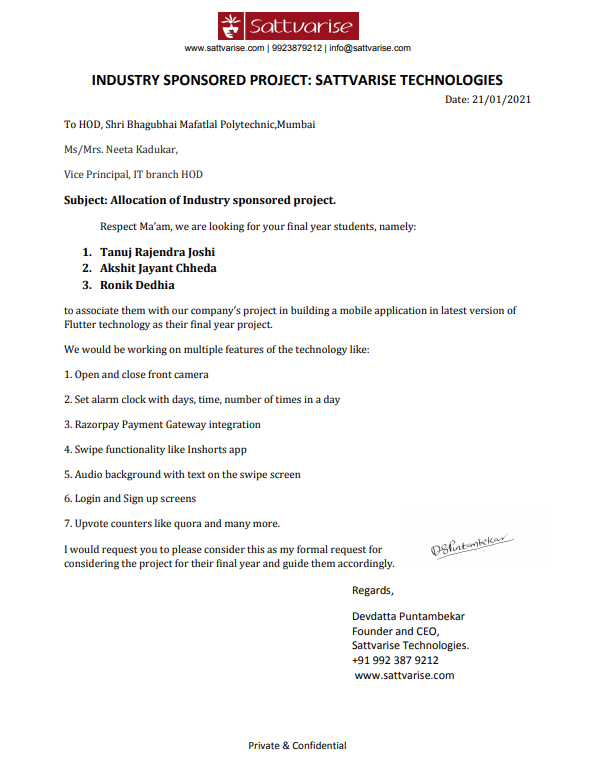 Sattvarise
www.sattvarise.com | 9923879212 | info@sattvarise.com
INDUSTRY SPONSORED PROJECT: SATTVARISE TECHNOLOGIES
Date: 21/01/2021
To HOD, Shri Bhagubhai Mafatlal Polytechnic,Mumbai
Ms/Mrs. Neeta Kadukar,
Vice Principal, IT branch HOD
Subject: Allocation of Industry sponsored project.
Respect Ma'am, we are looking for your final year students, namely:
1. Tanuj Rajendra Joshi
2. Akshit Jayant Chheda
3. Ronik Dedhia
to associate them with our company's project in building a mobile application in latest version of
Flutter technology as their final year project.
We would be working on multiple features of the technology like:
1. Open and close front camera
2. Set alarm clock with days, time, number of times in a day
3. Razorpay Payment Gateway integration
4. Swipe functionality like Inshorts app
5. Audio background with text on the swipe screen
6. Login and Sign up screens
7. Upvote counters like quora and many more.
I would request you to please consider this as my formal request for
considering the project for their final year and guide them accordingly.
DSPuntambekar
Regards,
Devdatta Puntambekar
Founder and CEO,
Sattvarise Technologies.
+91 992 387 9212
www.sattvarise.com
Private & Confidential